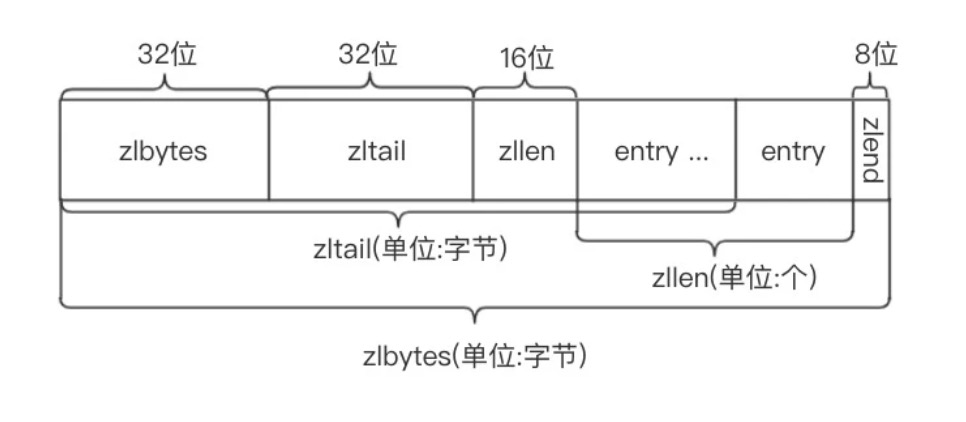 32位 32位 16位 8位
zlbytes zltail zllen entry ... entry zlend
zltail(单位:字节)
zllen(单位:个)
zlbytes(单位:字节)